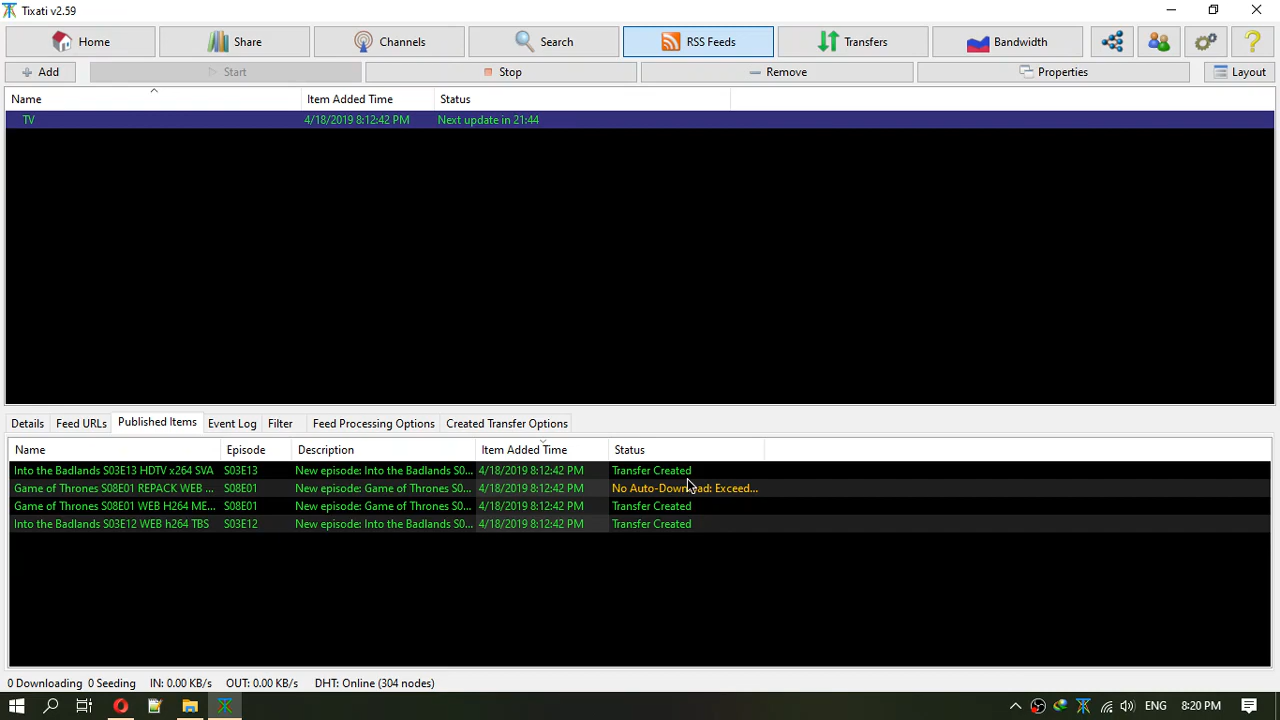 Tixati v2.59
Home Share Channels Search RSS Feeds Transfers Bandwidth
Add Start Stop Remove Properties Layout
Name Item Added Time Status
TV 4/18/2019 8:12:42 PM Next update in 21:44
Details Feed URLs Published Items Event Log Filter Feed Processing Options Created Transfer Options
Name Episode Description Item Added Time Status
Into the Badlands S03E13 HDTV x264 SVA S03E13 New episode: Into the Badlands S0... 4/18/2019 8:12:42 PM Transfer Created
Game of Thrones S08E01 REPACK WEB ... S08E01 New episode: Game of Thrones S0... 4/18/2019 8:12:42 PM No Auto-Download: Exceed...
Game of Thrones S08E01 WEB H264 ME... S08E01 New episode: Game of Thrones S0... 4/18/2019 8:12:42 PM Transfer Created
Into the Badlands S03E12 WEB h264 TBS S03E12 New episode: Into the Badlands S0... 4/18/2019 8:12:42 PM Transfer Created
0 Downloading 0 Seeding IN: 0.00 KB/s OUT: 0.00 KB/s DHT: Online (304 nodes)
ENG 8:20 PM